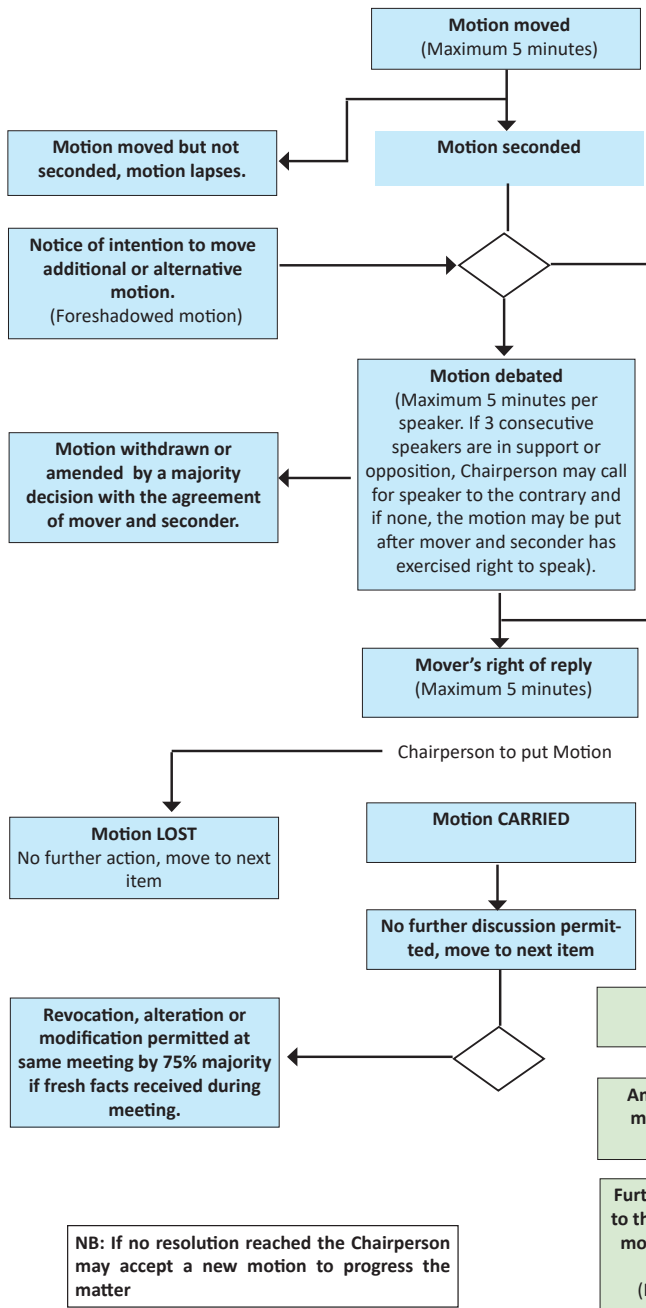 Motion moved
(Maximum 5 minutes)
Motion moved but not
seconded, motion lapses.
Motion seconded
Notice of intention to move
additional or alternative
motion.
(Foreshadowed motion)
Motion debated
(Maximum 5 minutes per
speaker. If 3 consecutive
speakers are in support or
opposition, Chairperson may call
for speaker to the contrary and
if none, the motion may be put
after mover and seconder has
exercised right to speak).
Motion withdrawn or
amended by a majority
decision with the agreement
of mover and seconder.
Mover's right of reply
(Maximum 5 minutes)
Chairperson to put Motion
Motion LOST
No further action, move to next
item
Motion CARRIED
No further discussion permit-
ted, move to next item
Revocation, alteration or
modification permitted at
same meeting by 75% majority
if fresh facts received during
meeting.
to th
NB: If no resolution reached the Chairperson
may accept a new motion to progress the
matter